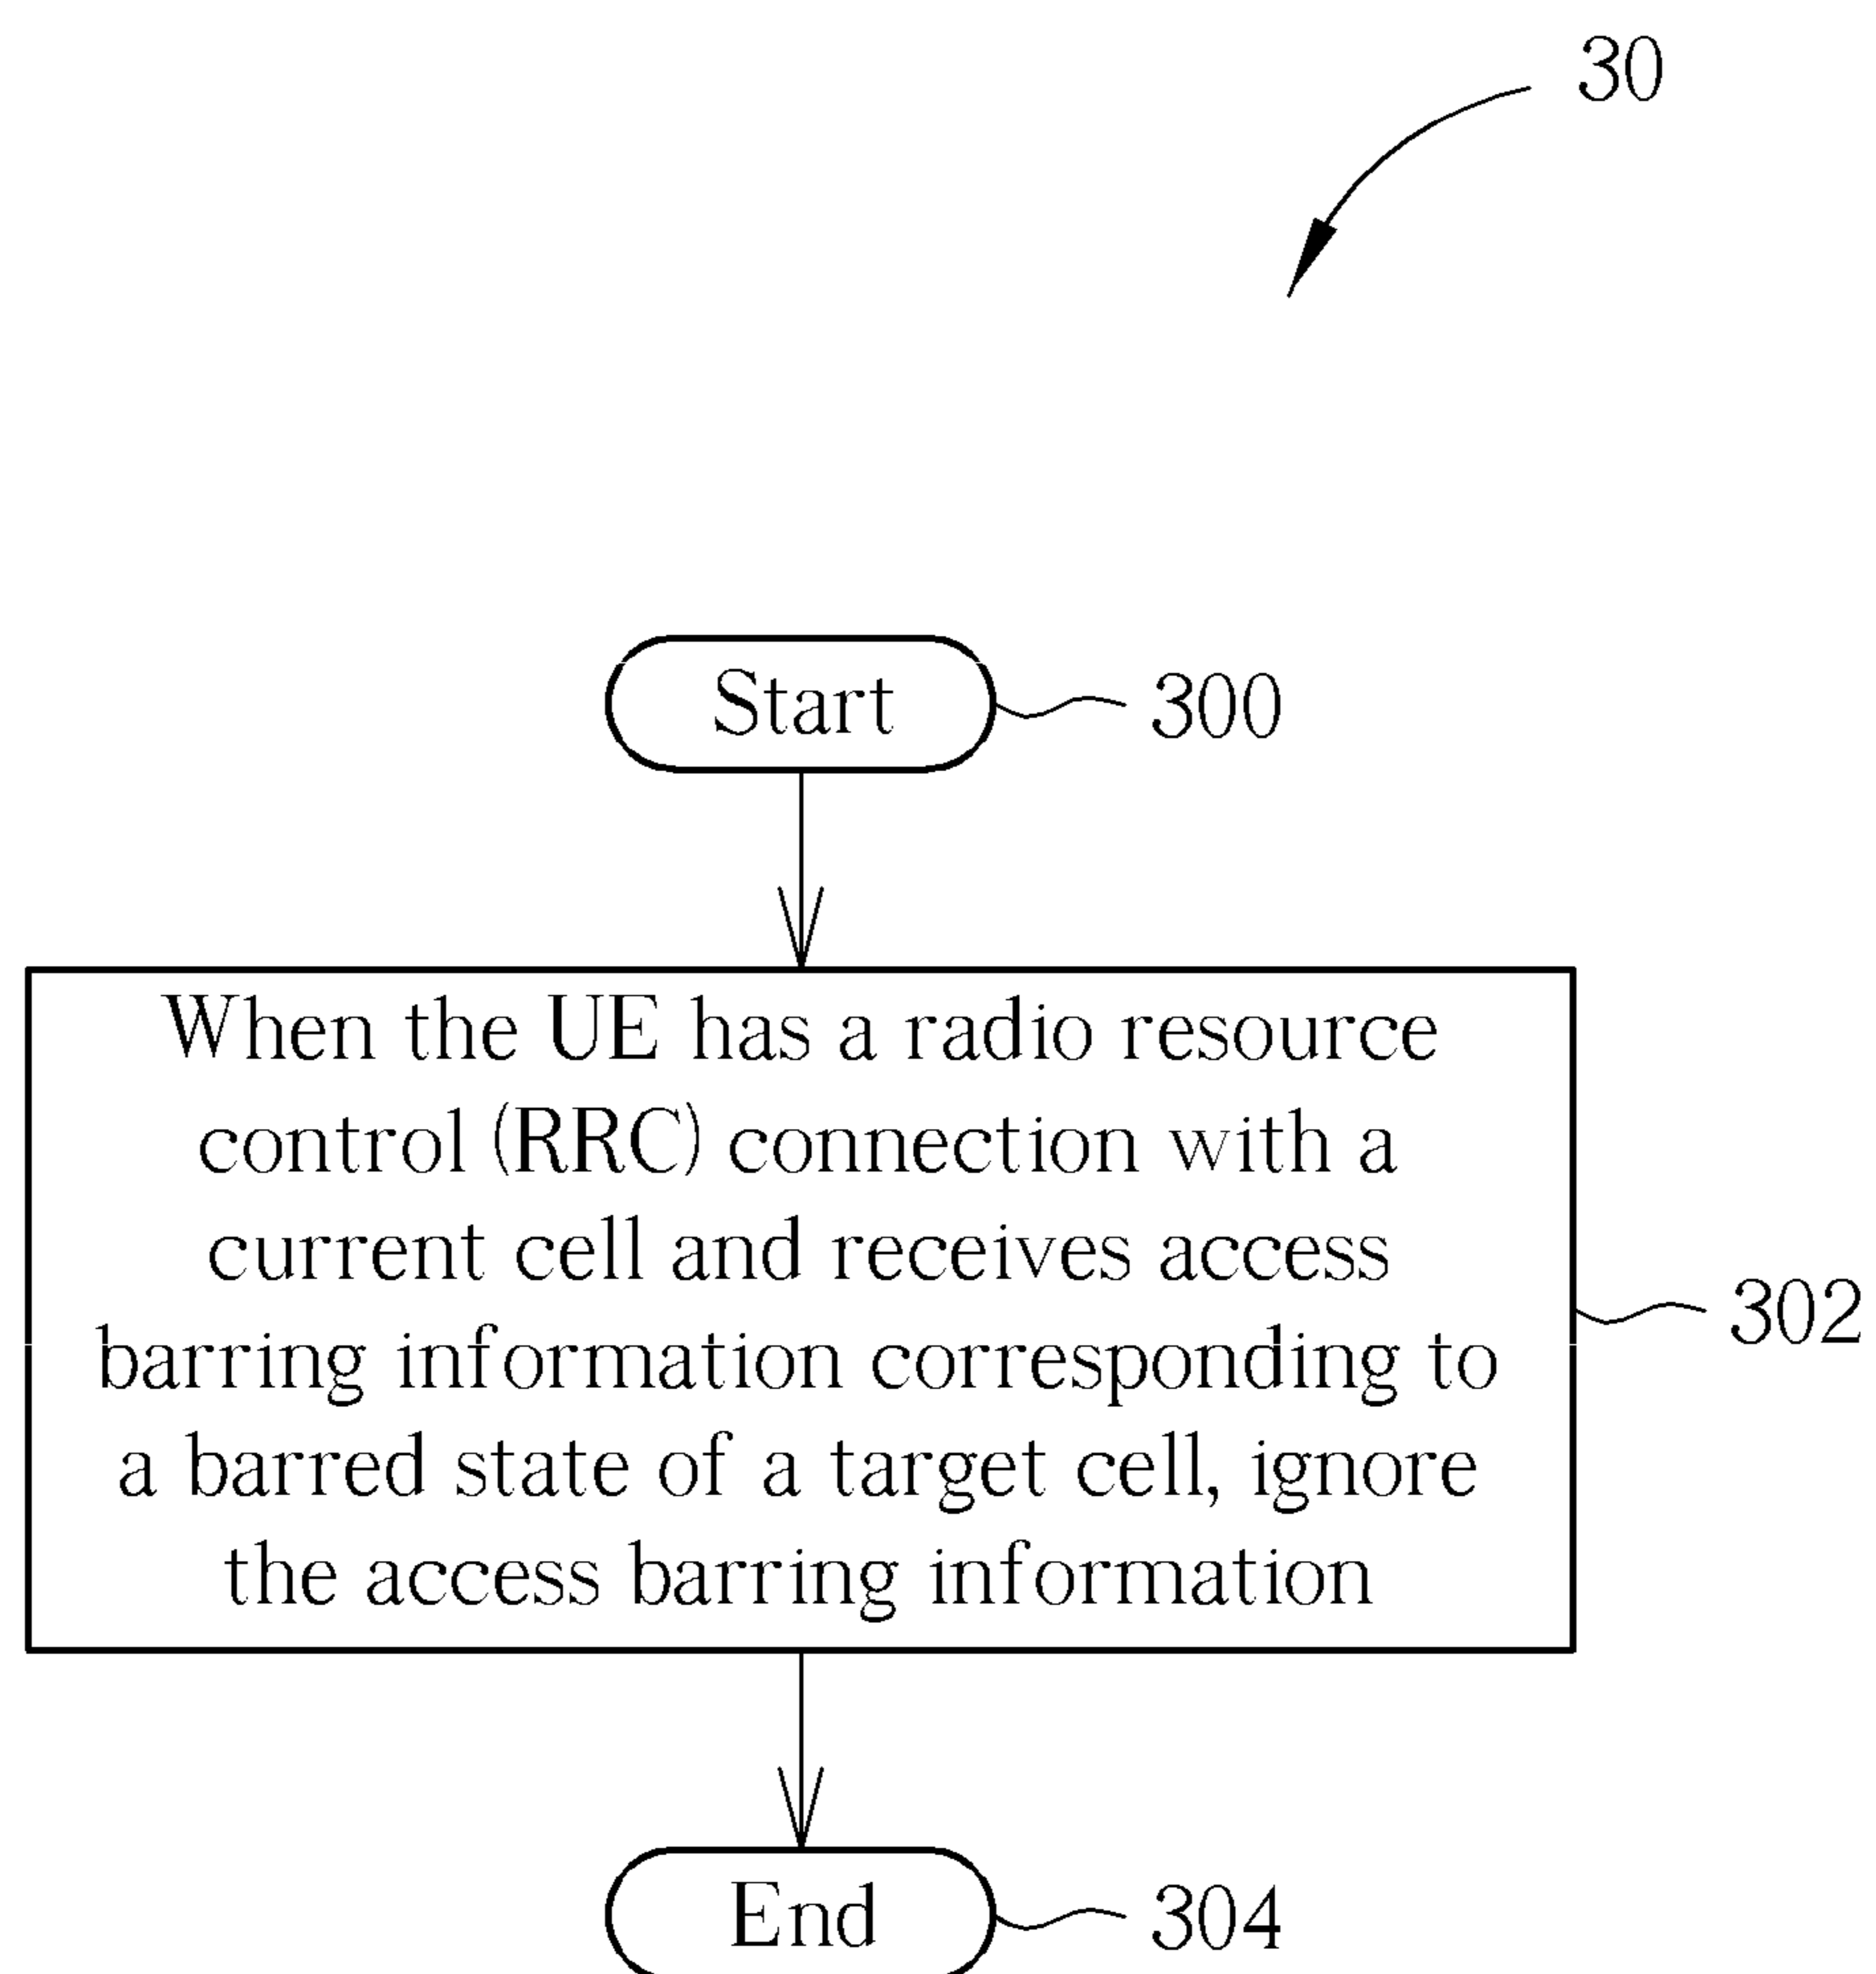 30
Start
300
When the UE has a radio resource
control (RRC) connection with a
current cell and receives access
barring information corresponding to
a barred state of a target cell, ignore
the access barring information
302
End
304